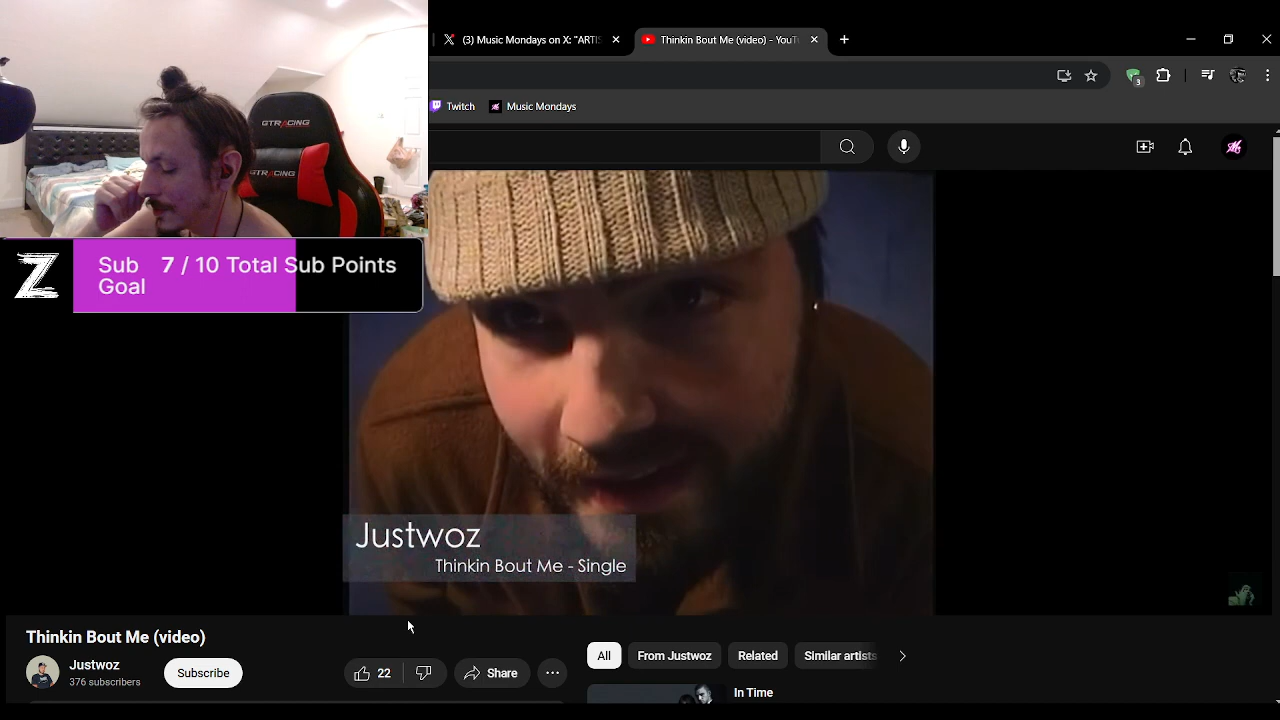 (3) Music Mondays on X: "ARTIS
Thinkin Bout Me (video) - YouTu
Twitch
Music Mondays
3
GTRACING
GTRACING
Z
Sub Goal
7 / 10 Total Sub Points
Justwoz
Thinkin Bout Me - Single
Thinkin Bout Me (video)
Justwoz
376 subscribers
Subscribe
22
Share
All
From Justwoz
Related
Similar artists
In Time